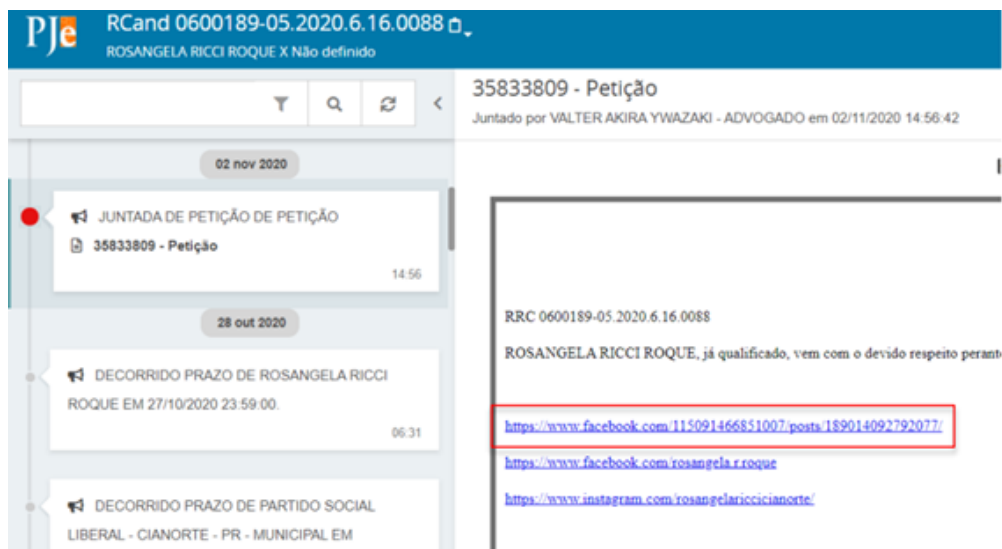 PJe
RCand 0600189-05.2020.6.16.0088
ROSANGELA RICCI ROQUE X Não definido
35833809 - Petição
Juntado por VALTER AKIRA YWAZAKI - ADVOGADO em 02/11/2020 14:56:42
02 nov 2020
JUNTADA DE PETIÇÃO DE PETIÇÃO
35833809 - Petição
14:56
28 out 2020
DECORRIDO PRAZO DE ROSANGELA RICCI
ROQUE EM 27/10/2020 23:59:00.
06:31
DECORRIDO PRAZO DE PARTIDO SOCIAL
LIBERAL - CIANORTE - PR - MUNICIPAL EM
RRC 0600189-05.2020.6.16.0088
ROSANGELA RICCI ROQUE, já qualificado, vem com o devido respeito perante
https://www.facebook.com/115091466851007/posts/189014092792077/
https://www.facebook.com/rosangela.r.roque
https://www.instagram.com/rosangelariccicianorte/